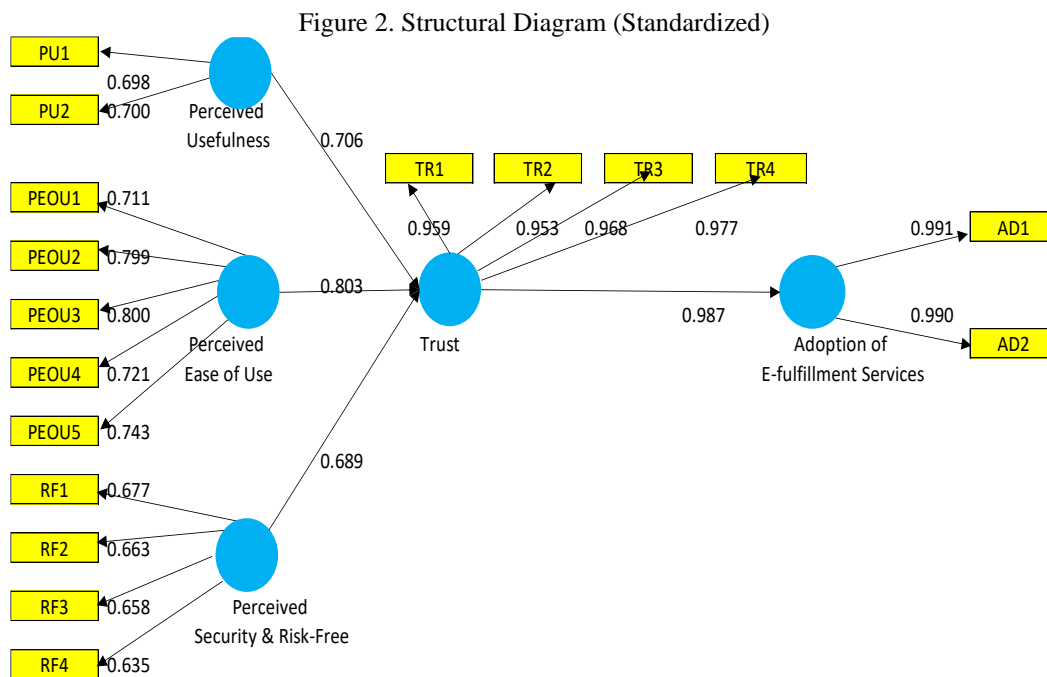 Figure 2. Structural Diagram (Standardized)
PU1
0.698
PU2
0.700
Perceived
Usefulness
0.706
TR1
TR2
TR3
TR4
0.959
0.953
0.968
0.977
PEOU1
0.711
PEOU2
0.799
PEOU3
0.800
PEOU4
0.721
PEOU5
0.743
Perceived
Ease of Use
0.803
Trust
0.987
0.991
AD1
0.990
AD2
Adoption of
E-fulfillment Services
0.689
RF1
0.677
RF2
0.663
RF3
0.658
RF4
0.635
Perceived
Security & Risk-Free